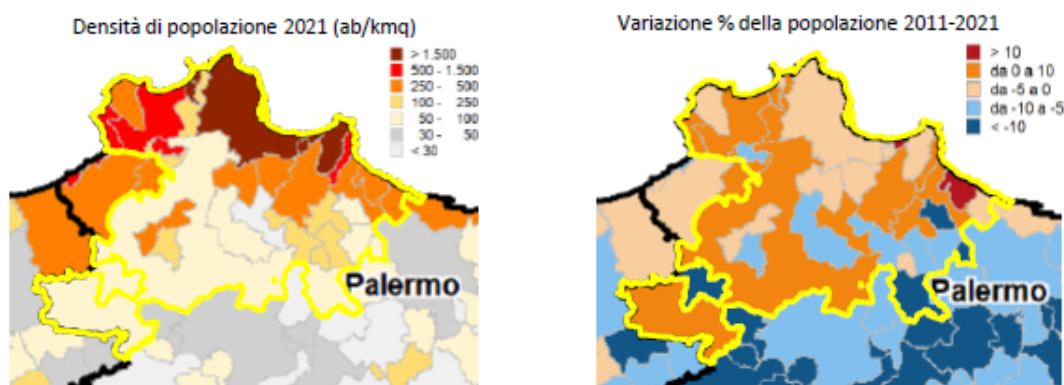 Densità di popolazione 2021 (ab/kmq)
> 1.500
500 - 1.500
250 - 500
100 - 250
50 - 100
30 - 50
< 30
Palermo
Variazione % della popolazione 2011-2021
> 10
da 0 a 10
da -5 a 0
da -10 a -5
< -10
Palermo